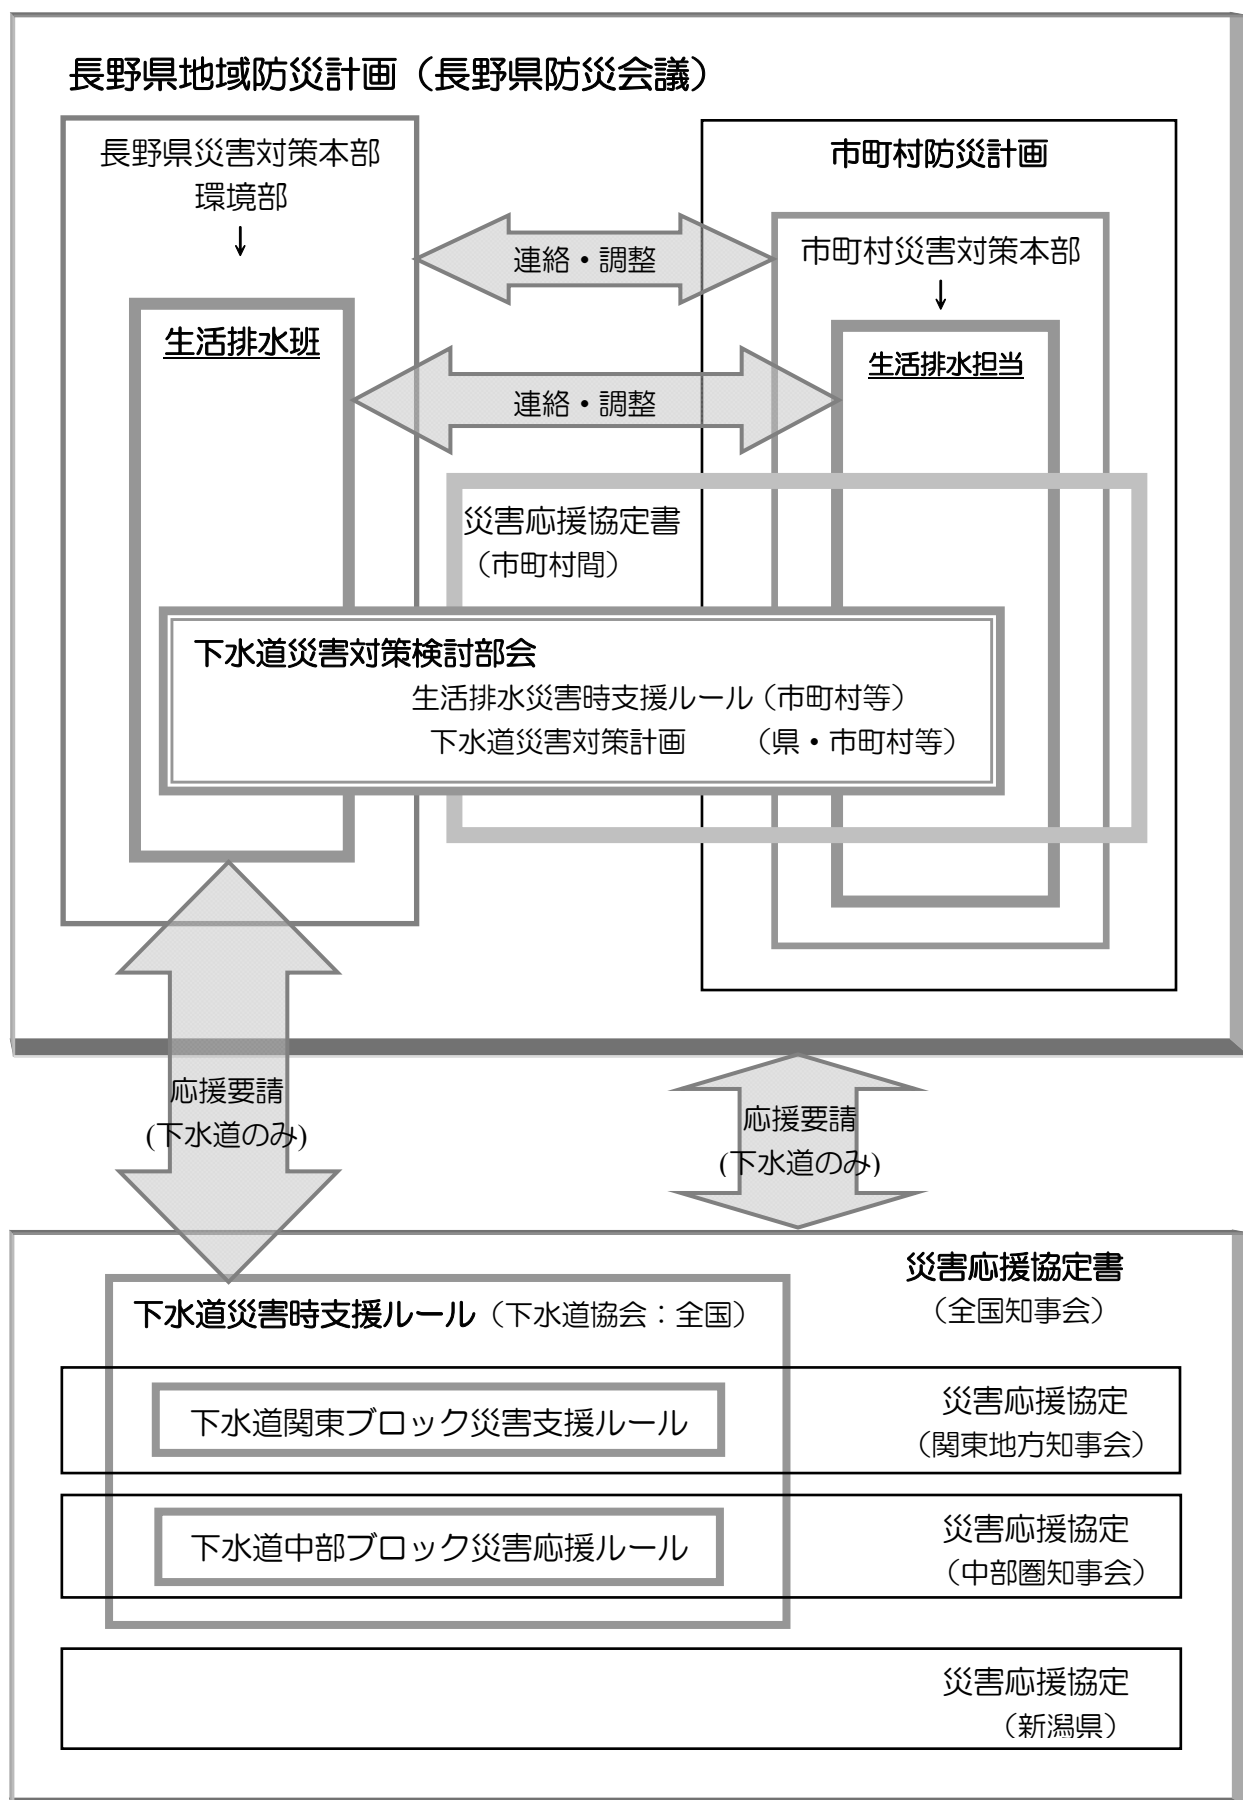 長野県地域防災計画（長野県防災会議）
長野県災害対策本部
環境部
↓
生活排水班
市町村防災計画
市町村災害対策本部
↓
生活排水担当
連絡・調整
連絡・調整
災害応援協定書
（市町村間）
下水道災害対策検討部会
生活排水災害時支援ルール（市町村等）
下水道災害対策計画　　（県・市町村等）
応援要請
(下水道のみ)
応援要請
(下水道のみ)
災害応援協定書
（全国知事会）
下水道災害時支援ルール（下水道協会：全国）
下水道関東ブロック災害支援ルール
災害応援協定
（関東地方知事会）
下水道中部ブロック災害応援ルール
災害応援協定
（中部圏知事会）
災害応援協定
（新潟県）